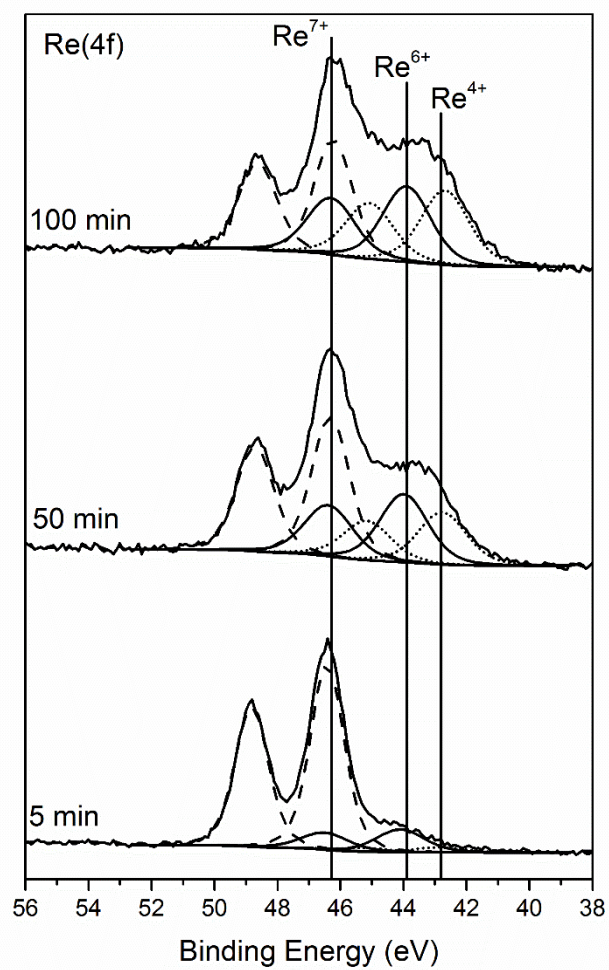 Re(4f)
Re⁷⁺
Re⁶⁺
Re⁴⁺
100 min
50 min
5 min
56 54 52 50 48 46 44 42 40 38
Binding Energy (eV)